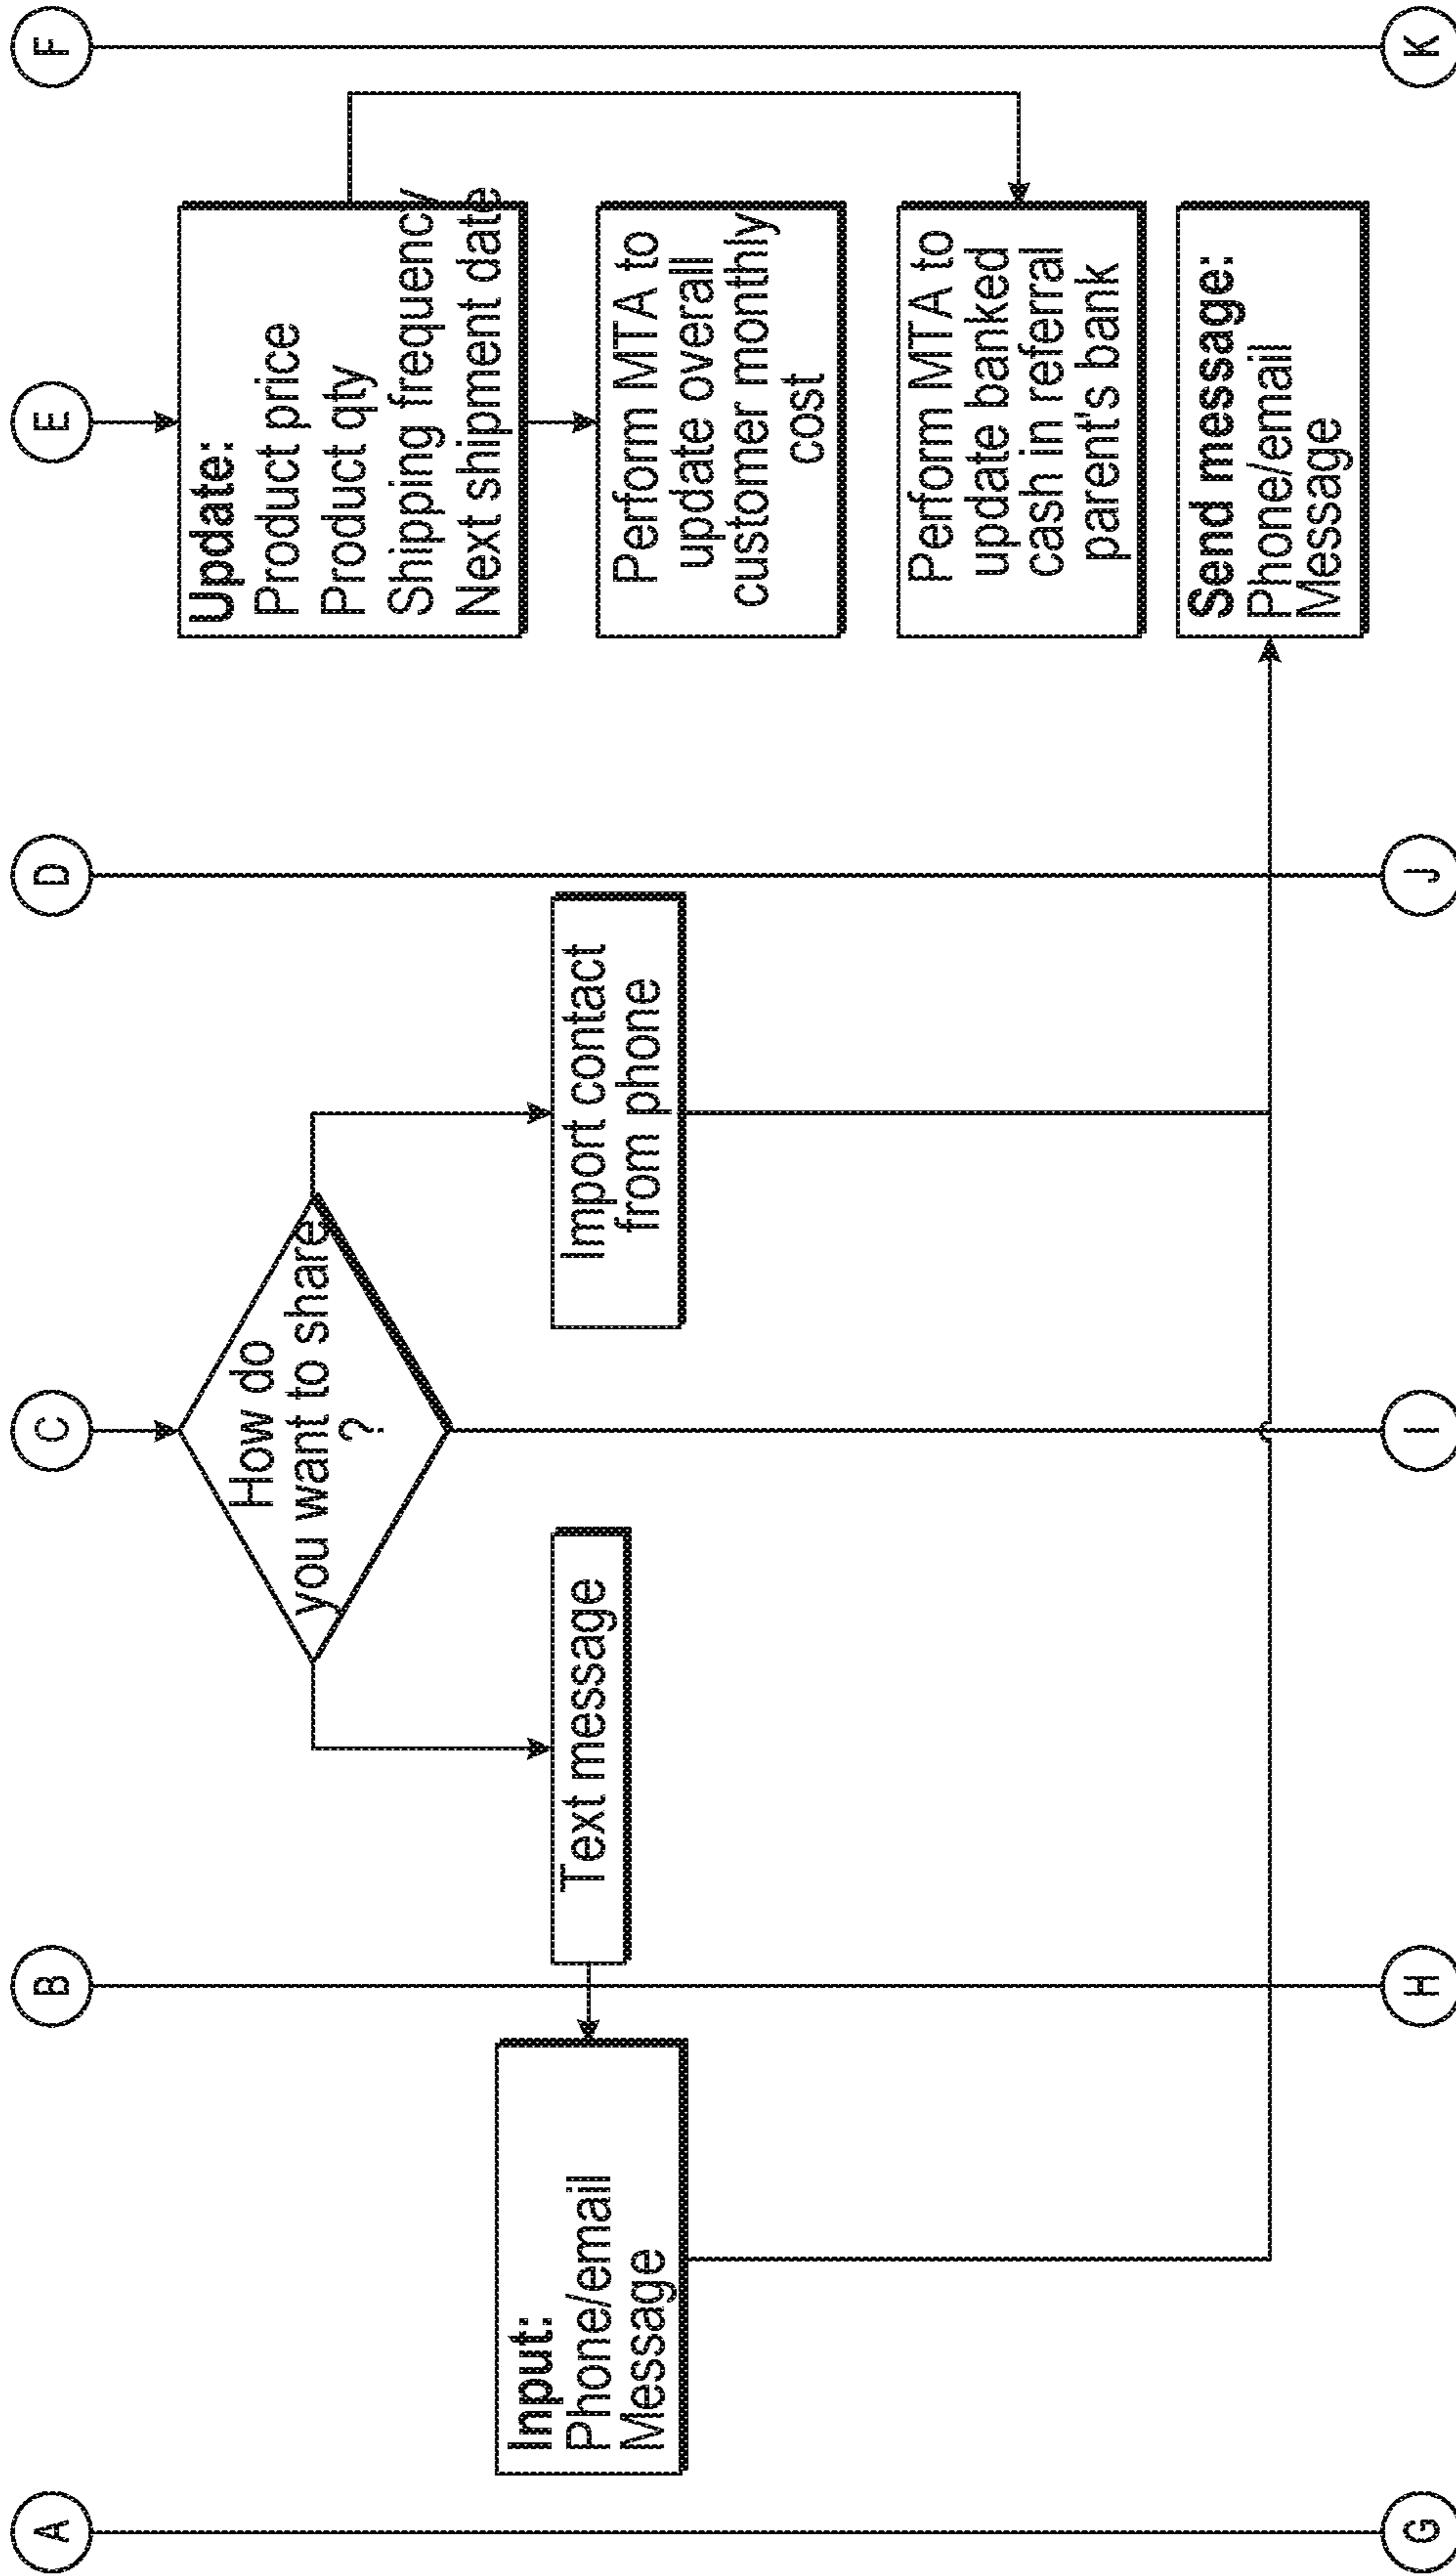 A
B
C
D
E
F
How do
you want to share
?
Update:
Product price
Product qty
Shipping frequency
Next shipment date
Input:
Phone/email
Message
Text message
Import contact
from phone
Perform MTA to
update overall
customer monthly
cost
Perform MTA to
update banked
cash in referral
parent's bank
Send message:
Phone/email
Message
G
H
I
J
K